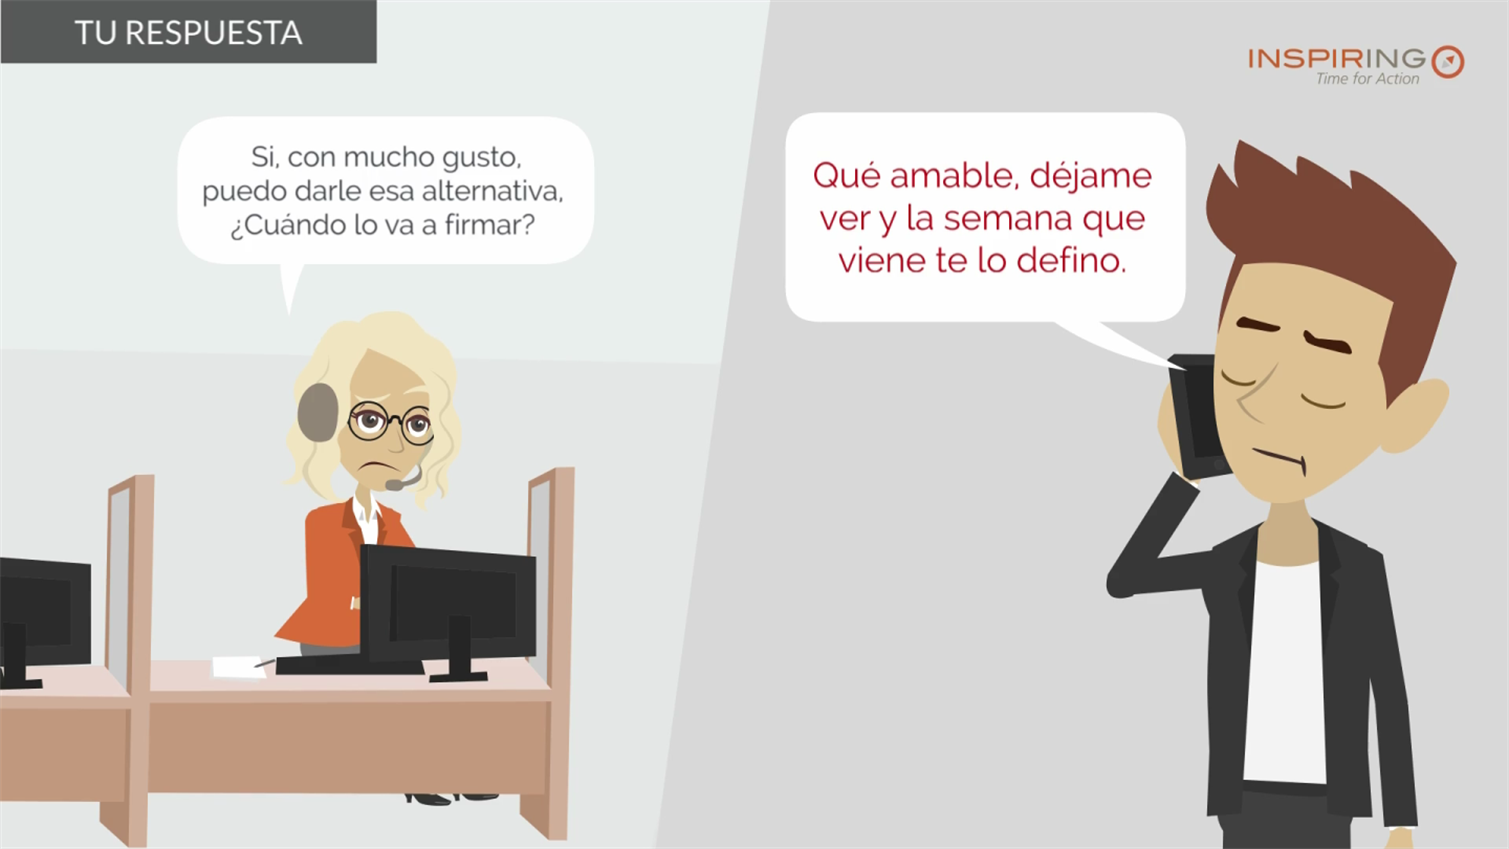 TU RESPUESTA
INSPIRING
Time for Action
Si, con mucho gusto,
puedo darle esa alternativa,
¿Cuándo lo va a firmar?
Qué amable, déjame
ver y la semana que
viene te lo defino.